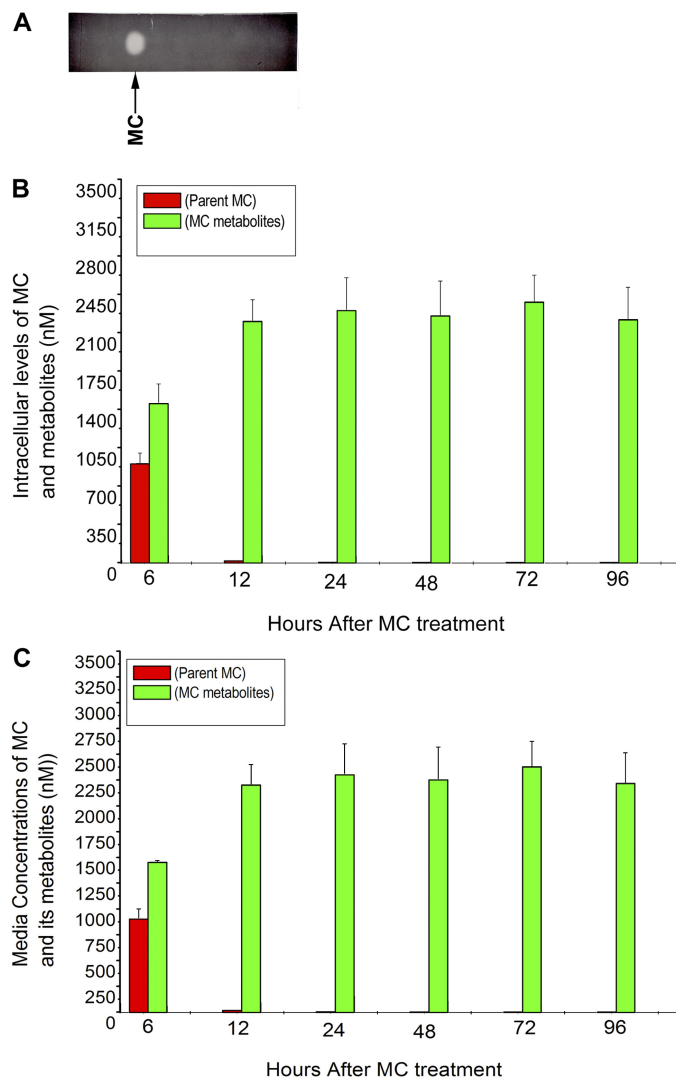 A
MC
B
3500
3150
2800
2450
2100
1750
1400
1050
700
350
0
Intracellular levels of MC
and metabolites (nM)
(Parent MC)
(MC metabolites)
6 12 24 48 72 96
Hours After MC treatment
C
3500
3250
3000
2750
2500
2250
2000
1750
1500
1250
1000
750
500
250
0
Media Concentrations of MC
and its metabolites (nM))
(Parent MC)
(MC metabolites)
6 12 24 48 72 96
Hours After MC treatment